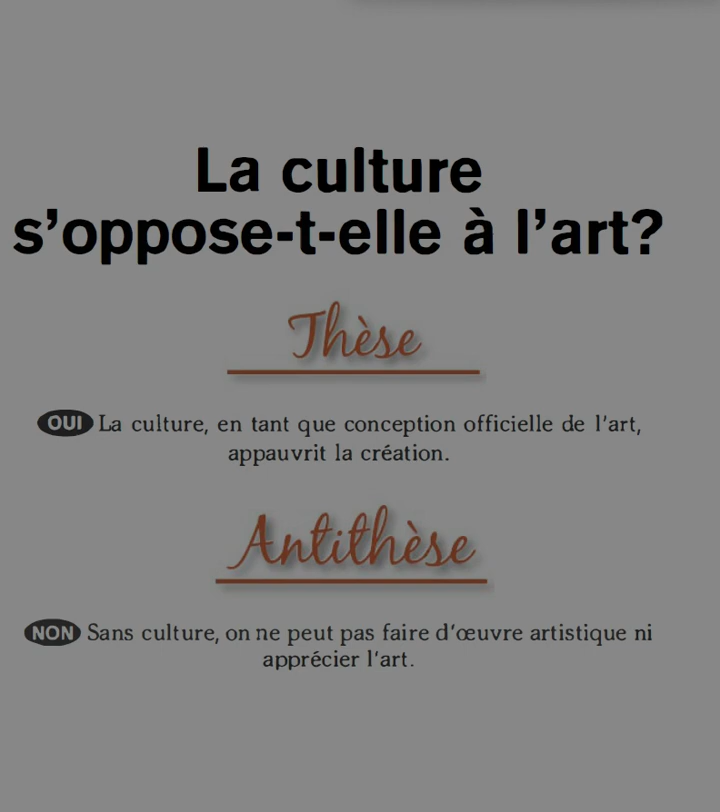 La culture
s’oppose-t-elle à l’art?
Thèse
OUI La culture, en tant que conception officielle de l’art,
appauvrit la création.
Antithèse
NON Sans culture, on ne peut pas faire d’œuvre artistique ni
apprécier l’art.